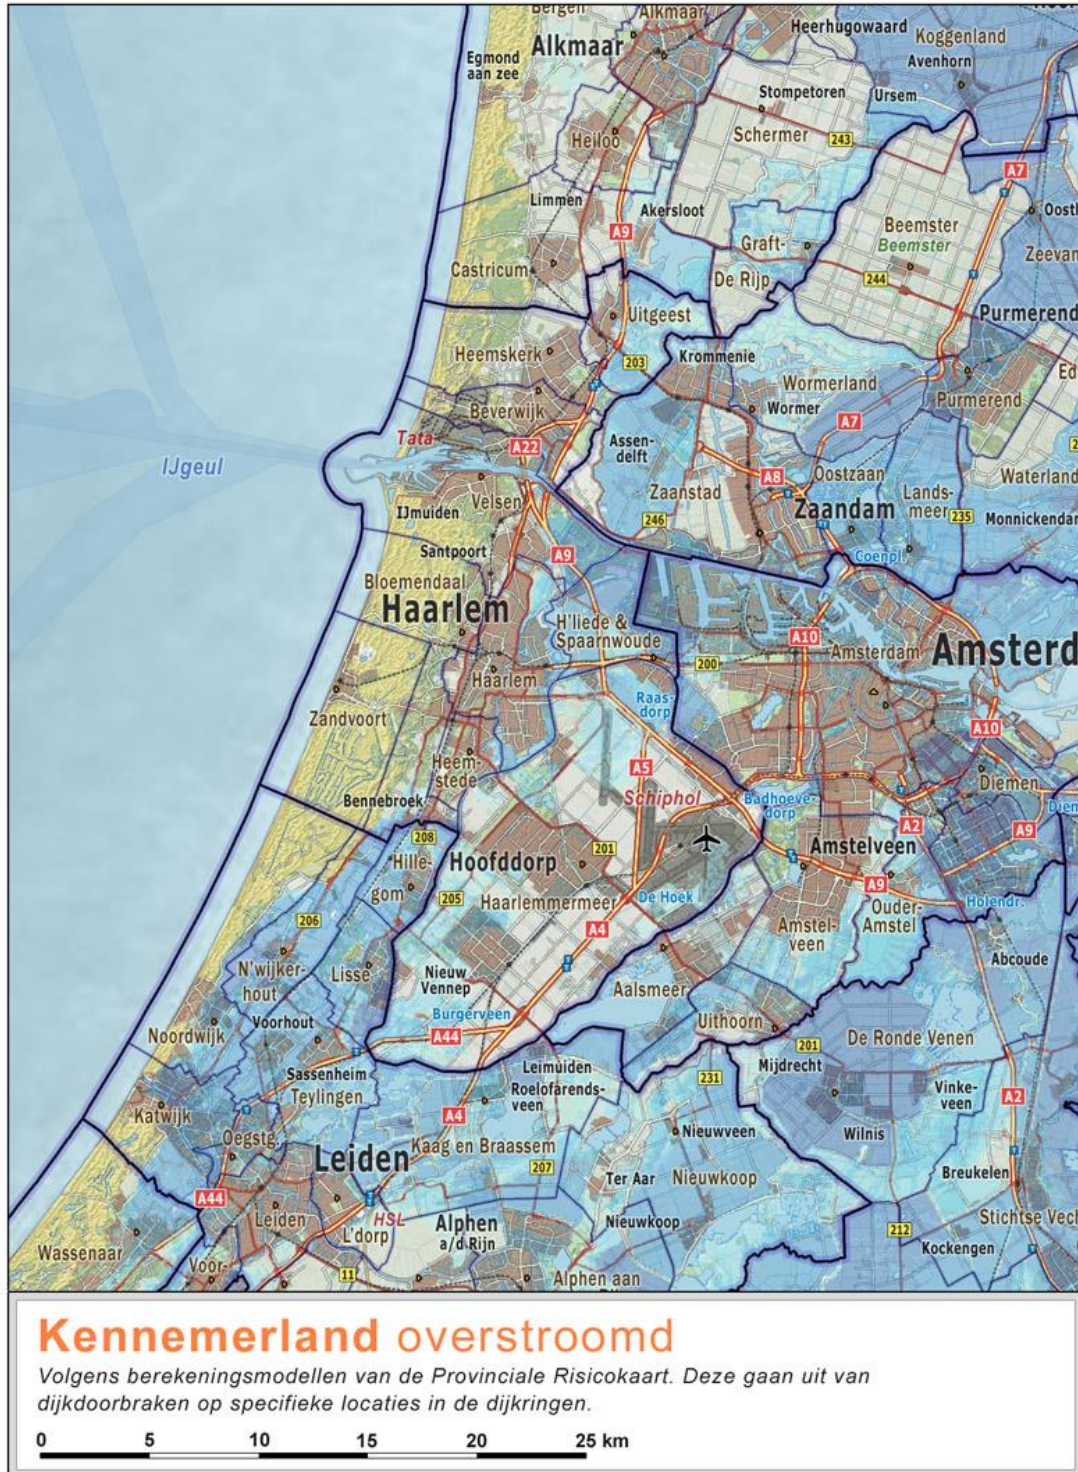 Bergen
Alkmaar
Heerhugowaard
Koggenland
Alkmaar
Avenhorn
Egmond
aan zee
Stompetoren
Ursem
Schermer
243
Heiloo
A7
Limmen
Akersloot
A9
Beemster
Beemster
Graft-
De Rijp
Castricum
244
Uitgeest
Purmerend
Heemskerk
203
Krommenie
Wormerland
Wormer
Purmerend
Beverwijk
A7
Tata
A22
Assen-
delft
IJgeul
A8
Oostzaan
Waterland
Velsen
Zaanstad
Lands-
meer
Zaandam
IJmuiden
246
235
Monnickendam
Santpoort
A9
Coenpl.
Bloemendaal
Haarlem
H'liede &
Spaarnwoude
A10
Amsterdam
Amsterd
200
Haarlem
Raas-
dorp
Zandvoort
A10
Heem-
stede
A5
Diemen
Schiphol
Badhoeve-
dorp
Bennebroek
A2
A9
208
Hille-
gom
Hoofddorp
201
Amstelveen
205
Haarlemmermeer
De Hoek
A9
Holendr.
206
A4
Amstel-
veen
Ouder-
Amstel
N'wijker-
hout
Lisse
Nieuw
Vennep
Abcoude
Aalsmeer
Burgerveen
Uithoorn
Noordwijk
Voorhout
A44
De Ronde Venen
201
Leimuiden
Mijdrecht
Sassenheim
Teylingen
Roelofarends-
veen
231
Vinke-
veen
A2
Katwijk
A4
Oegstg.
Nieuwveen
Wilnis
Leiden
Kaag en Braassem
207
Ter Aar
Nieuwkoop
Breukelen
A44
Leiden
HSL
L'dorp
Alphen
a/d Rijn
Nieuwkoop
212
Stichtse Vech
Wassenaar
Kockengen
Voor-
11
Alphen aan
Kennemerland overstroomd
Volgens berekeningsmodellen van de Provinciale Risicokaart. Deze gaan uit van
dijkdoorbraken op specifieke locaties in de dijkringen.
0 5 10 15 20 25 km